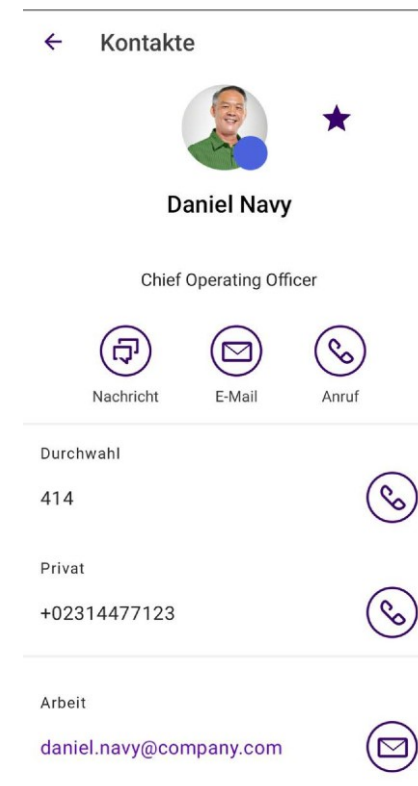 Kontakte
Daniel Navy
Chief Operating Officer
Nachricht E-Mail Anruf
Durchwahl
414
Privat
+02314477123
Arbeit
daniel.navy@company.com